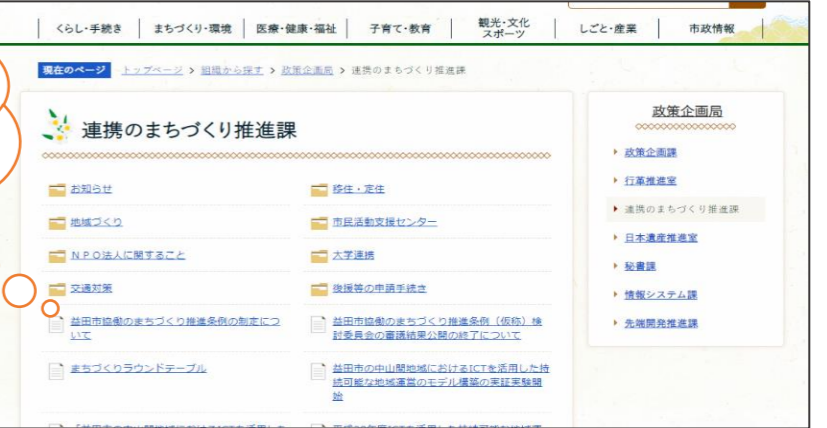 くらし・手続き
まちづくり・環境
医療・健康・福祉
子育て・教育
観光・文化
スポーツ
しごと・産業
市政情報
現在のページ トップページ > 組織から探す > 政策企画局 > 連携のまちづくり推進課
連携のまちづくり推進課
お知らせ
移住・定住
地域づくり
市民活動支援センター
NPO法人に関すること
大学連携
交通対策
後援等の申請手続き
益田市協働のまちづくり推進条例の制定につ
いて
益田市協働のまちづくり推進条例（仮称）検
討委員会の審議結果公開の終了について
まちづくりラウンドテーブル
益田市の中山間地域におけるICTを活用した持
続可能な地域運営のモデル構築の実証実験開
始
政策企画局
政策企画課
行革推進室
連携のまちづくり推進課
日本遺産推進室
秘書課
情報システム課
先端開発推進課